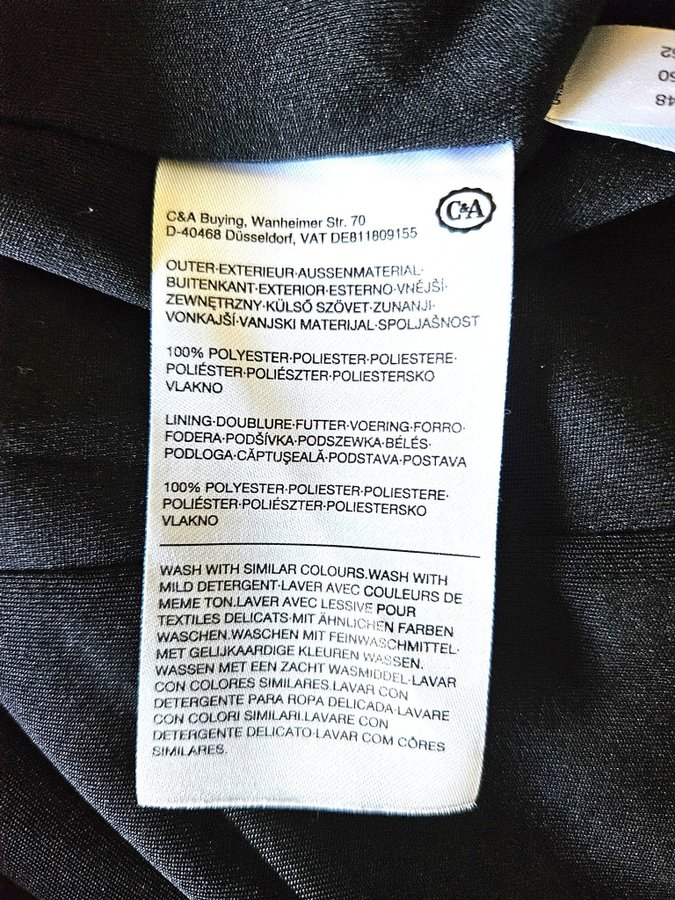 C&A Buying, Wanheimer Str. 70
D-40468 Düsseldorf, VAT DE811809155
C&A
OUTER·EXTERIEUR·AUSSENMATERIAL·
BUITENKANT·EXTERIOR·ESTERNO·VNĚJŠÍ·
ZEWNĘTRZNY·KÜLSŐ SZÖVET·ZUNANJI·
VONKAJŠÍ·VANJSKI MATERIJAL·SPOLJAŠNOST
100% POLYESTER·POLIESTER·POLIESTERE·
POLIÉSTER·POLIÉSZTER·POLIESTERSKO
VLAKNO
LINING·DOUBLURE·FUTTER·VOERING·FORRO·
FODERA·PODŠÍVKA·PODSZEWKA·BÉLÉS·
PODLOGA·CĂPTUŞEALĂ·PODSTAVA·POSTAVA
100% POLYESTER·POLIESTER·POLIESTERE·
POLIÉSTER·POLIÉSZTER·POLIESTERSKO
VLAKNO
WASH WITH SIMILAR COLOURS.WASH WITH
MILD DETERGENT·LAVER AVEC COULEURS DE
MEME TON.LAVER AVEC LESSIVE POUR
TEXTILES DELICATS·MIT ÄHNLICHEN FARBEN
WASCHEN.WASCHEN MIT FEINWASCHMITTEL·
MET GELIJKAARDIGE KLEUREN WASSEN.
WASSEN MET EEN ZACHT WASMIDDEL·LAVAR
CON COLORES SIMILARES.LAVAR CON
DETERGENTE PARA ROPA DELICADA·LAVARE
CON COLORI SIMILARI.LAVARE CON
DETERGENTE DELICATO·LAVAR COM CÔRES
SIMILARES.
48